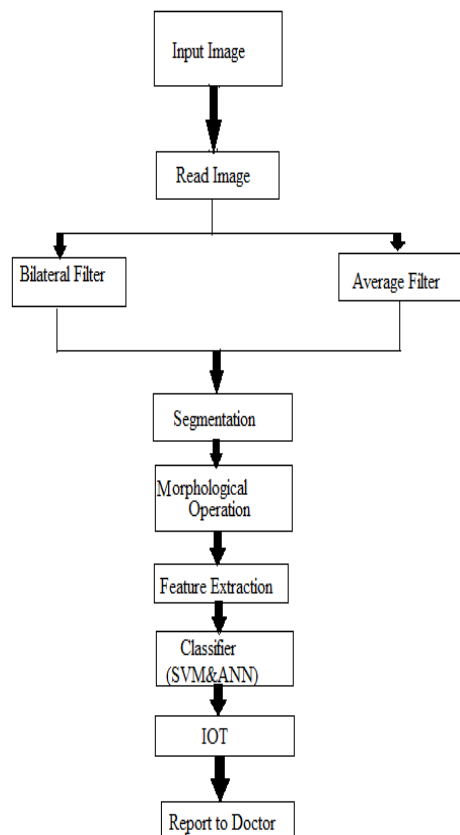 Input Image
Read Image
Bilateral Filter
Average Filter
Segmentation
Morphological
Operation
Feature Extraction
Classifier
(SVM&ANN)
IOT
Report to Doctor